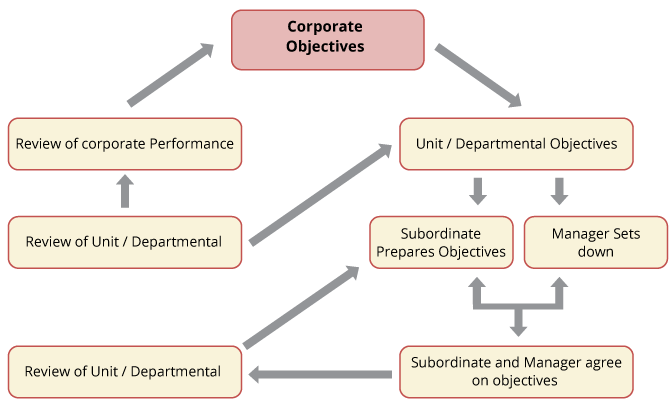 Corporate
Objectives
Review of corporate Performance
Unit / Departmental Objectives
Review of Unit / Departmental
Subordinate
Prepares Objectives
Manager Sets
down
Review of Unit / Departmental
Subordinate and Manager agree
on objectives